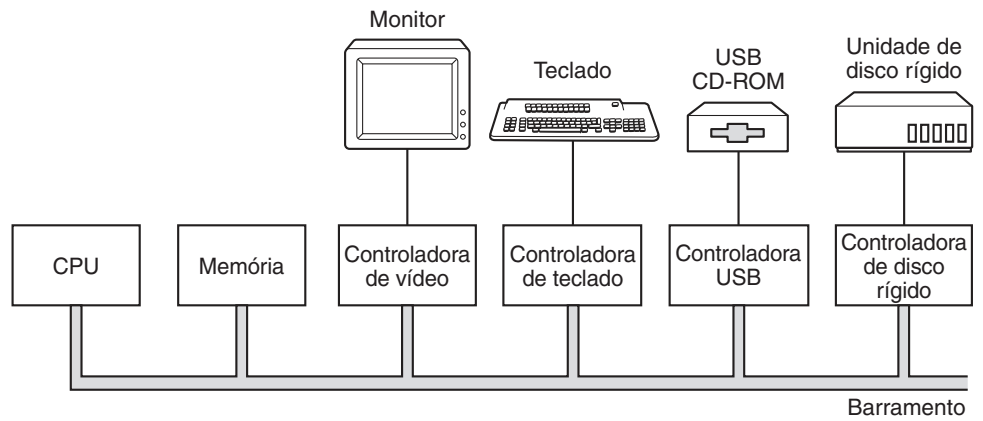 Monitor
Teclado
USB
CD-ROM
Unidade de
disco rígido
CPU
Memória
Controladora
de vídeo
Controladora
de teclado
Controladora
USB
Controladora
de disco
rígido
Barramento